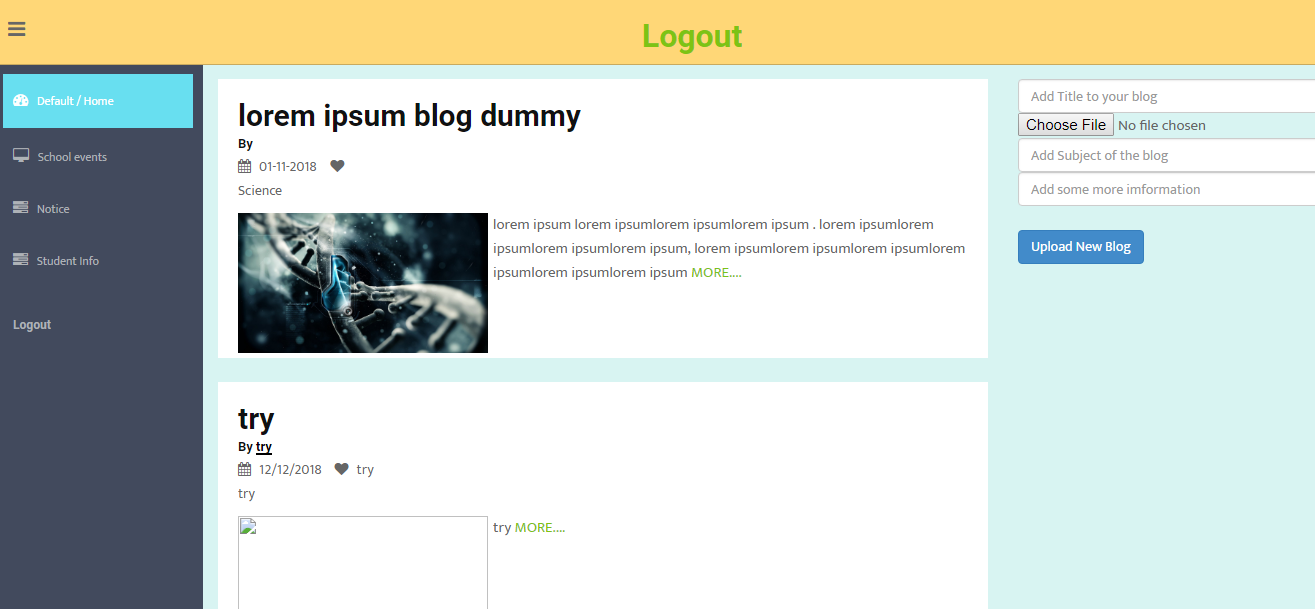 Logout
Default / Home
School events
Notice
Student Info
Logout
lorem ipsum blog dummy
By
01-11-2018
Science
lorem ipsum lorem ipsumlorem ipsumlorem ipsum . lorem ipsumlorem
ipsumlorem ipsumlorem ipsum, lorem ipsumlorem ipsumlorem ipsumlorem
ipsumlorem ipsumlorem ipsum MORE....
try
By try
12/12/2018 try
try
try MORE....
Add Title to your blog
Choose File No file chosen
Add Subject of the blog
Add some more imformation
Upload New Blog